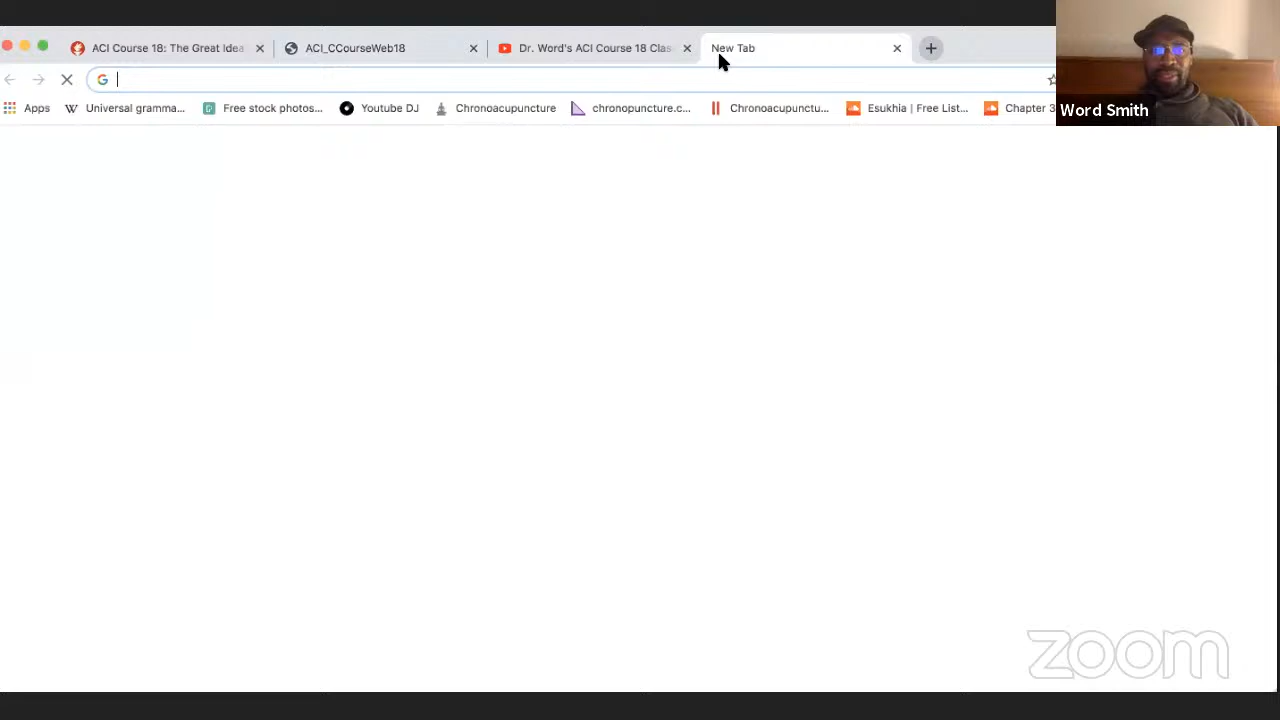 ACI Course 18: The Great Idea
ACI_CCourseWeb18
Dr. Word's ACI Course 18 Clas
New Tab
Apps
Universal gramma...
Free stock photos...
Youtube DJ
Chronoacupuncture
chronopuncture.c...
Chronoacupunctu...
Esukhia | Free List...
Chapter 3
Word Smith
zoom